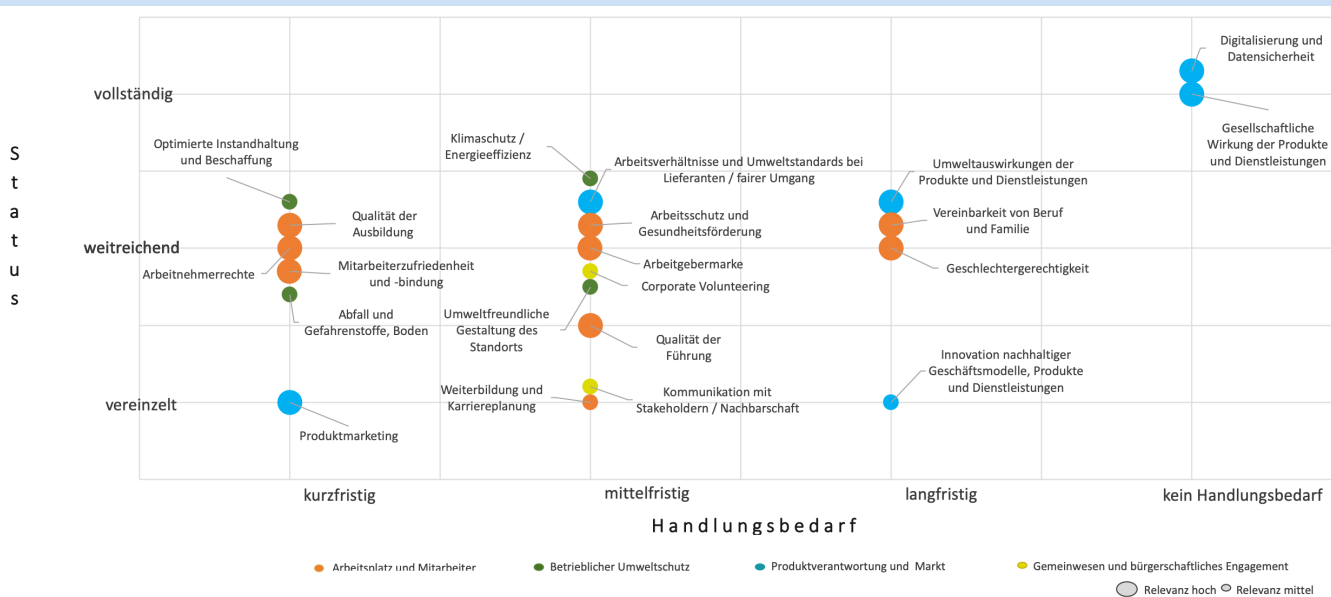 Status
vollständig
weitreichend
vereinzelt
Digitalisierung und
Datensicherheit
Gesellschaftliche
Wirkung der Produkte
und Dienstleistungen
Optimierte Instandhaltung
und Beschaffung
Qualität der
Ausbildung
Arbeitnehmerrechte
Mitarbeiterzufriedenheit
und -bindung
Abfall und
Gefahrenstoffe, Boden
Produktmarketing
Klimaschutz /
Energieeffizienz
Arbeitsverhältnisse und Umweltstandards bei
Lieferanten / fairer Umgang
Arbeitsschutz und
Gesundheitsförderung
Arbeitgebermarke
Corporate Volunteering
Umweltfreundliche
Gestaltung des
Standorts
Qualität der
Führung
Weiterbildung und
Karriereplanung
Kommunikation mit
Stakeholdern / Nachbarschaft
Umweltauswirkungen der
Produkte und Dienstleistungen
Vereinbarkeit von Beruf
und Familie
Geschlechtergerechtigkeit
Innovation nachhaltiger
Geschäftsmodelle, Produkte
und Dienstleistungen
kurzfristig
mittelfristig
langfristig
kein Handlungsbedarf
Handlungsbedarf
Arbeitsplatz und Mitarbeiter
Betrieblicher Umweltschutz
Produktverantwortung und Markt
Gemeinwesen und bürgerschaftliches Engagement
Relevanz hoch
Relevanz mittel